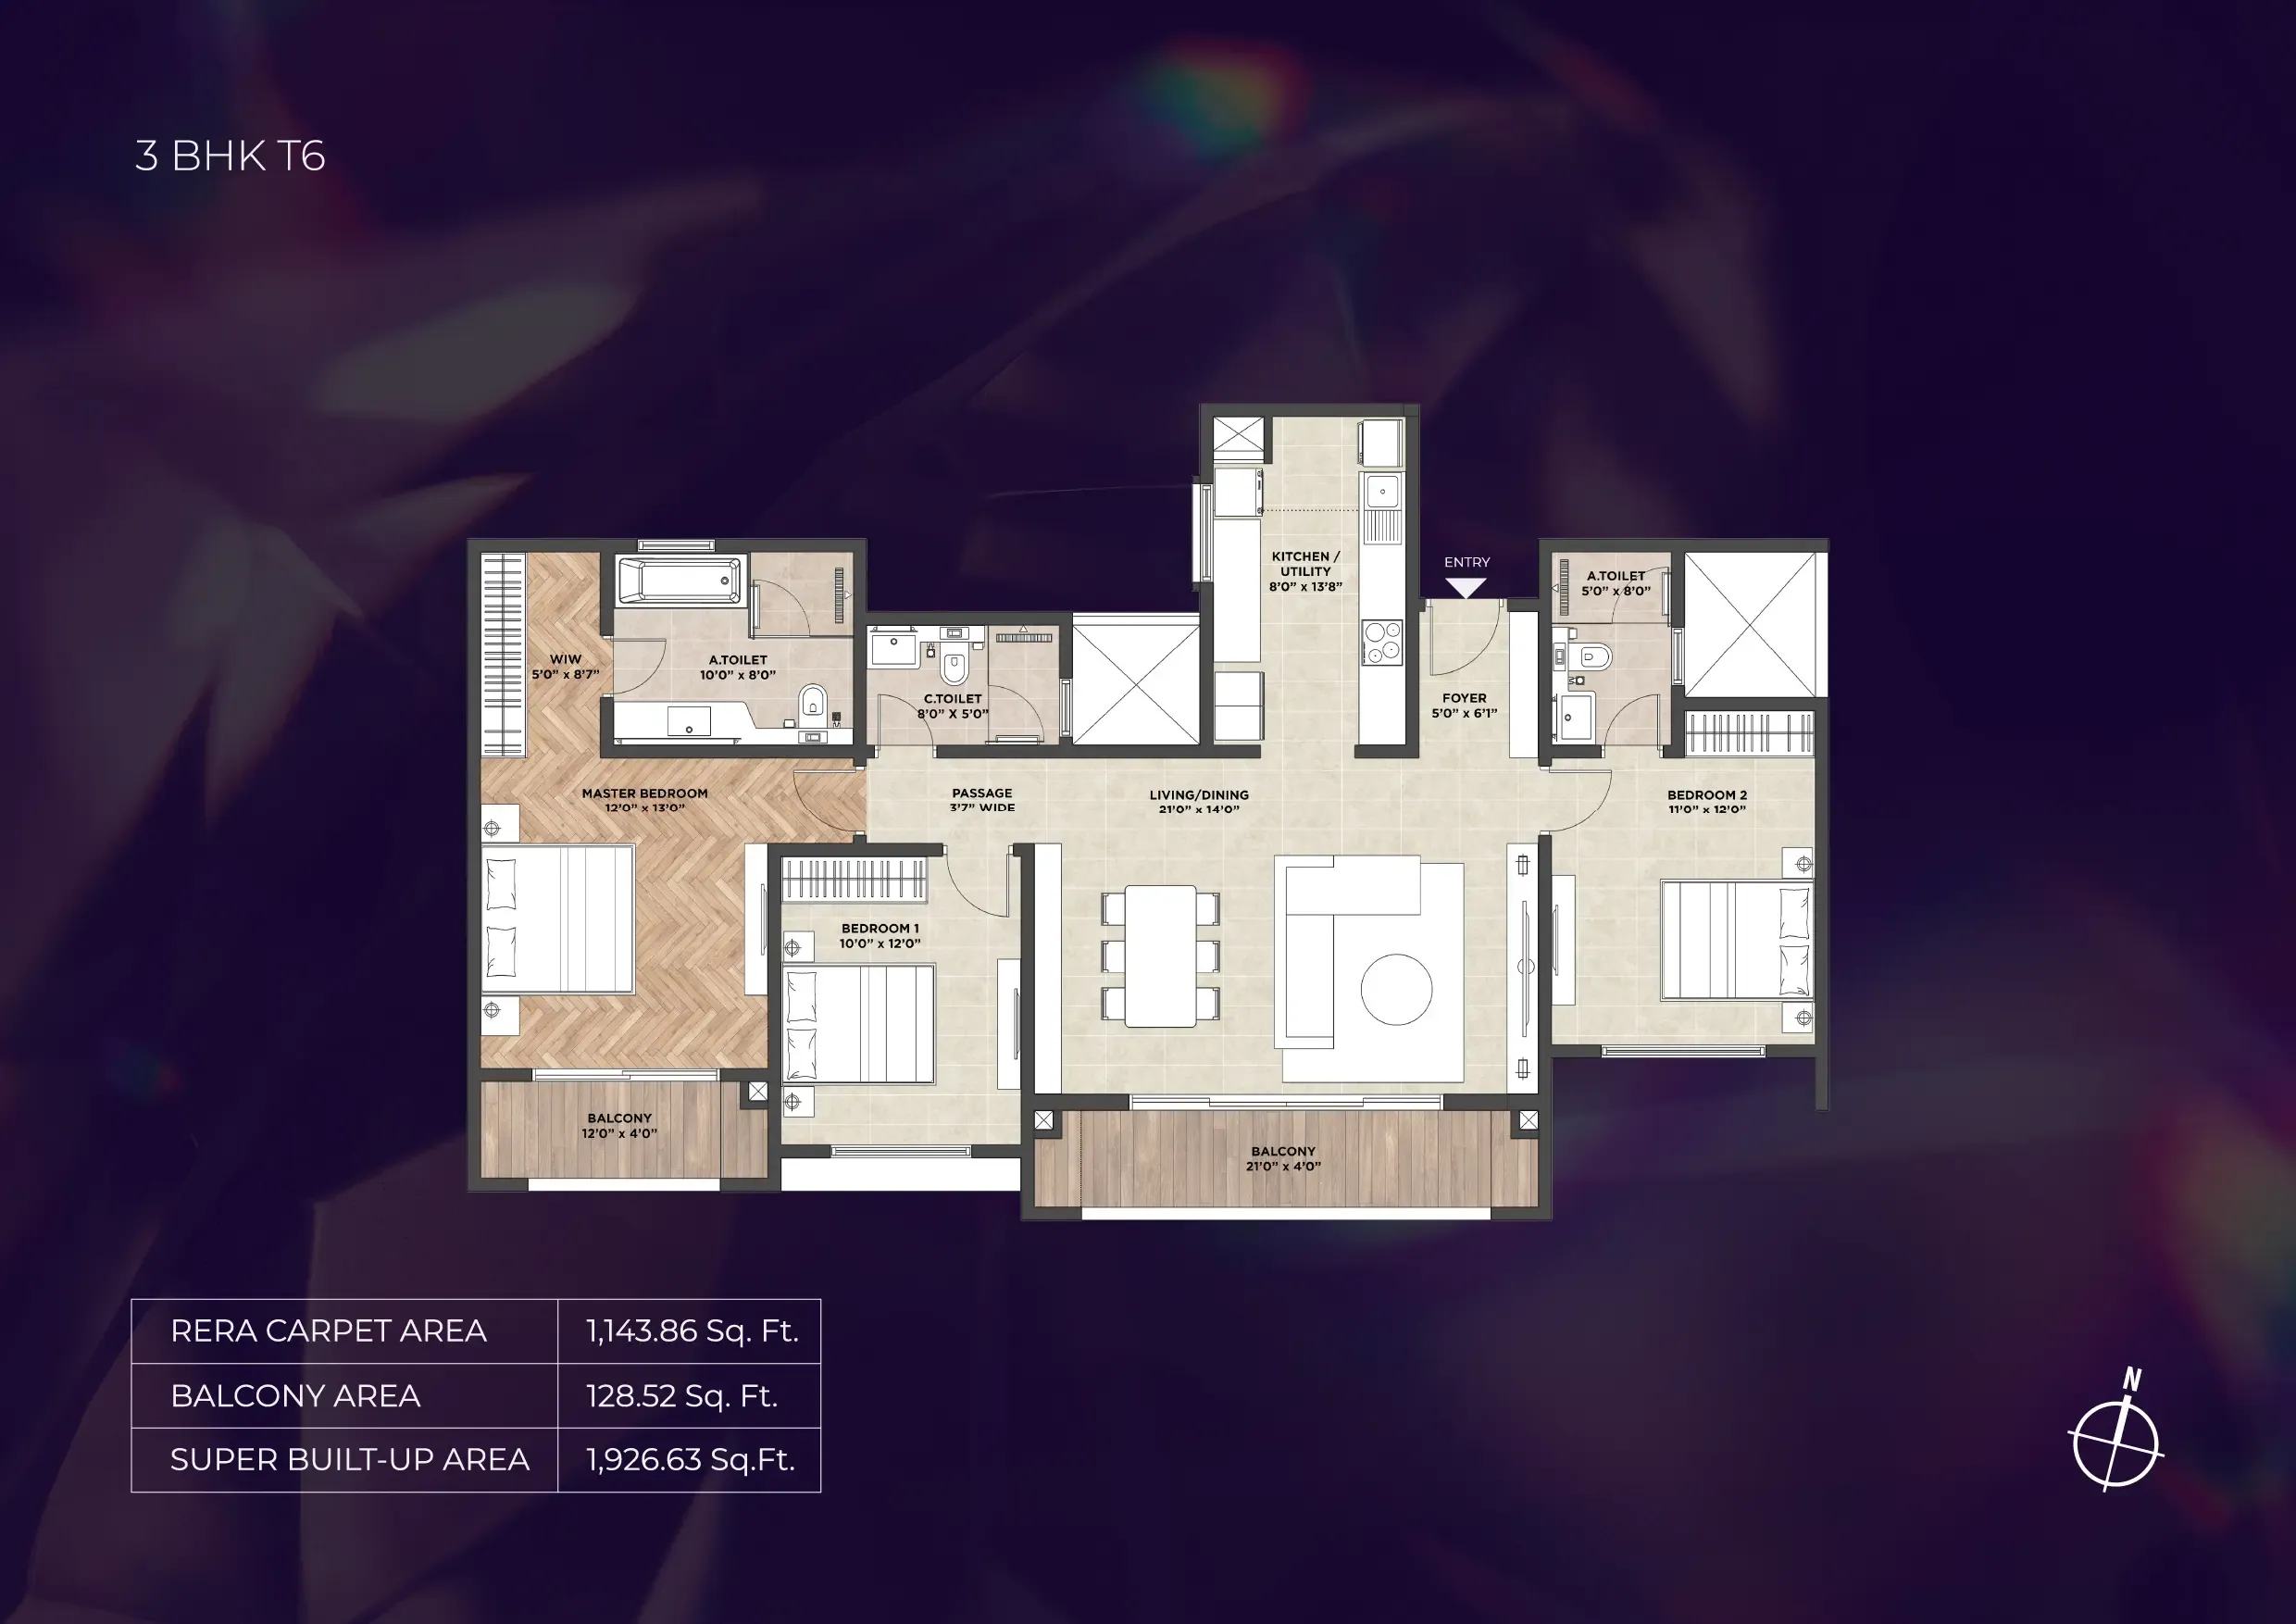 3 BHK T6
KITCHEN /
UTILITY
8'0" x 13'8"
ENTRY
A.TOILET
5'0" x 8'0"
WIW
5'0" x 8'7"
A.TOILET
10'0" x 8'0"
C.TOILET
8'0" X 5'0"
FOYER
5'0" x 6'1"
MASTER BEDROOM
12'0" x 13'0"
PASSAGE
3'7" WIDE
LIVING/DINING
21'0" x 14'0"
BEDROOM 2
11'0" x 12'0"
BEDROOM 1
10'0" x 12'0"
BALCONY
12'0" x 4'0"
BALCONY
21'0" x 4'0"
RERA CARPET AREA 1,143.86 Sq. Ft.
BALCONY AREA 128.52 Sq. Ft.
SUPER BUILT-UP AREA 1,926.63 Sq.Ft.
N